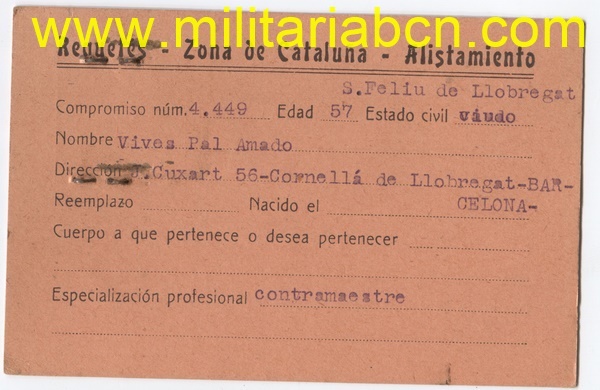 www.militariabcn.com
Requetés - Zona de Cataluña - Alistamiento
S.Feliu de Llobregat
Compromiso núm. 4.449 Edad 57 Estado civil viudo
Nombre Vives Pal Amado
Dirección J.Cuxart 56-Cornellá de Llobregat-BAR-
Reemplazo Nacido el CELONA-
Cuerpo a que pertenece o desea pertenecer
Especialización profesional contramaestre